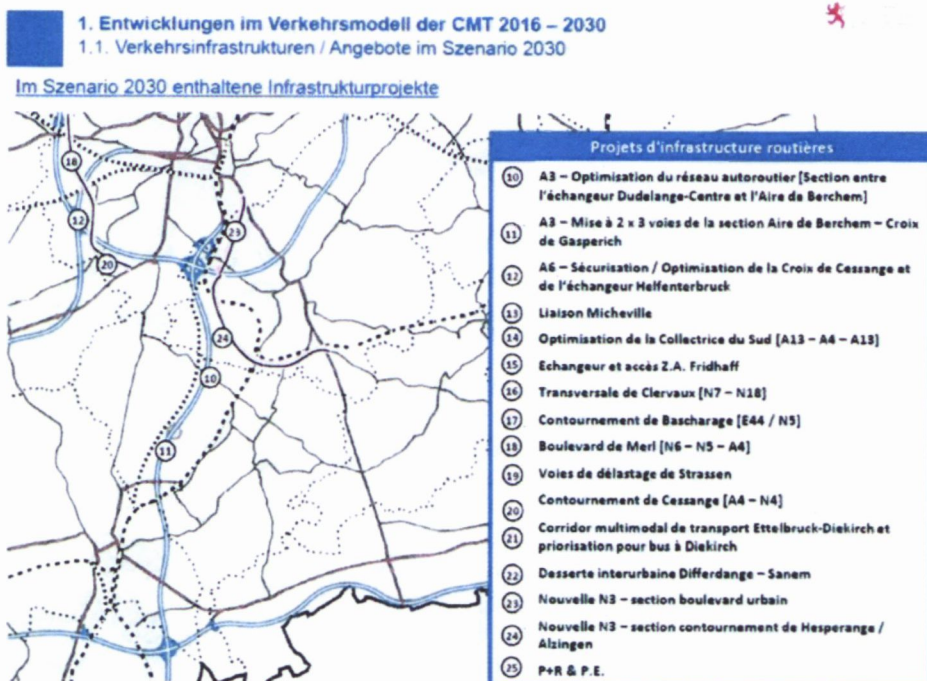 1. Entwicklungen im Verkehrsmodell der CMT 2016 – 2030
1.1. Verkehrsinfrastrukturen / Angebote im Szenario 2030
Im Szenario 2030 enthaltene Infrastrukturprojekte
18
12
20
23
24
10
11
Projets d'infrastructure routières
10 A3 – Optimisation du réseau autoroutier [Section entre
l'échangeur Dudelange-Centre et l'Aire de Berchem]
11 A3 – Mise à 2 x 3 voies de la section Aire de Berchem – Croix
de Gasperich
12 A6 – Sécurisation / Optimisation de la Croix de Cessange et
de l'échangeur Helfenterbruck
13 Liaison Micheville
14 Optimisation de la Collectrice du Sud [A13 – A4 – A13]
15 Echangeur et accès Z.A. Fridhaff
16 Transversale de Clervaux [N7 – N18]
17 Contournement de Bascharage [E44 / N5]
18 Boulevard de Merl [N6 – N5 – A4]
19 Voies de délastage de Strassen
20 Contournement de Cessange [A4 – N4]
21 Corridor multimodal de transport Ettelbruck-Diekirch et
priorisation pour bus à Diekirch
22 Desserte interurbaine Differdange – Sanem
23 Nouvelle N3 – section boulevard urbain
24 Nouvelle N3 – section contournement de Hesperange /
Alzingen
25 P+R & P.E.